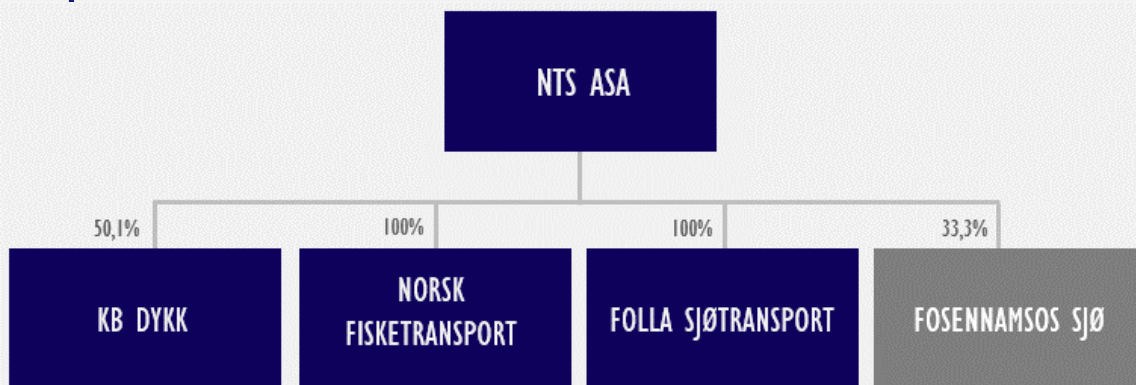 NTS ASA
50,1%
100%
100%
33,3%
KB DYKK
NORSK
FISKETRANSPORT
FOLLA SJØTRANSPORT
FOSENNAMSOS SJØ